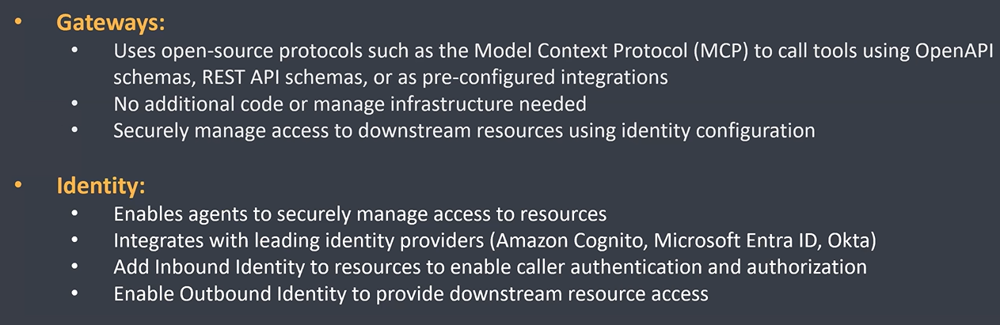 • Gateways:
• Uses open-source protocols such as the Model Context Protocol (MCP) to call tools using OpenAPI
schemas, REST API schemas, or as pre-configured integrations
• No additional code or manage infrastructure needed
• Securely manage access to downstream resources using identity configuration
• Identity:
• Enables agents to securely manage access to resources
• Integrates with leading identity providers (Amazon Cognito, Microsoft Entra ID, Okta)
• Add Inbound Identity to resources to enable caller authentication and authorization
• Enable Outbound Identity to provide downstream resource access